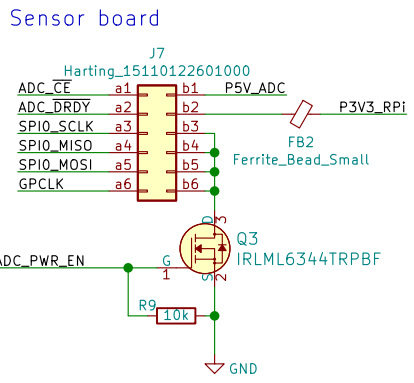 Sensor board
J7
Harting_15110122601000
ADC_CE a1 b1 P5V_ADC
ADC_DRDY a2 b2 P3V3_RPi
SPI0_SCLK a3 b3
SPI0_MISO a4 b4
SPI0_MOSI a5 b5
GPCLK a6 b6
FB2
Ferrite_Bead_Small
D 3
Q3
IRLML6344TRPBF
ADC_PWR_EN G
1 S 2
R9
10k
GND